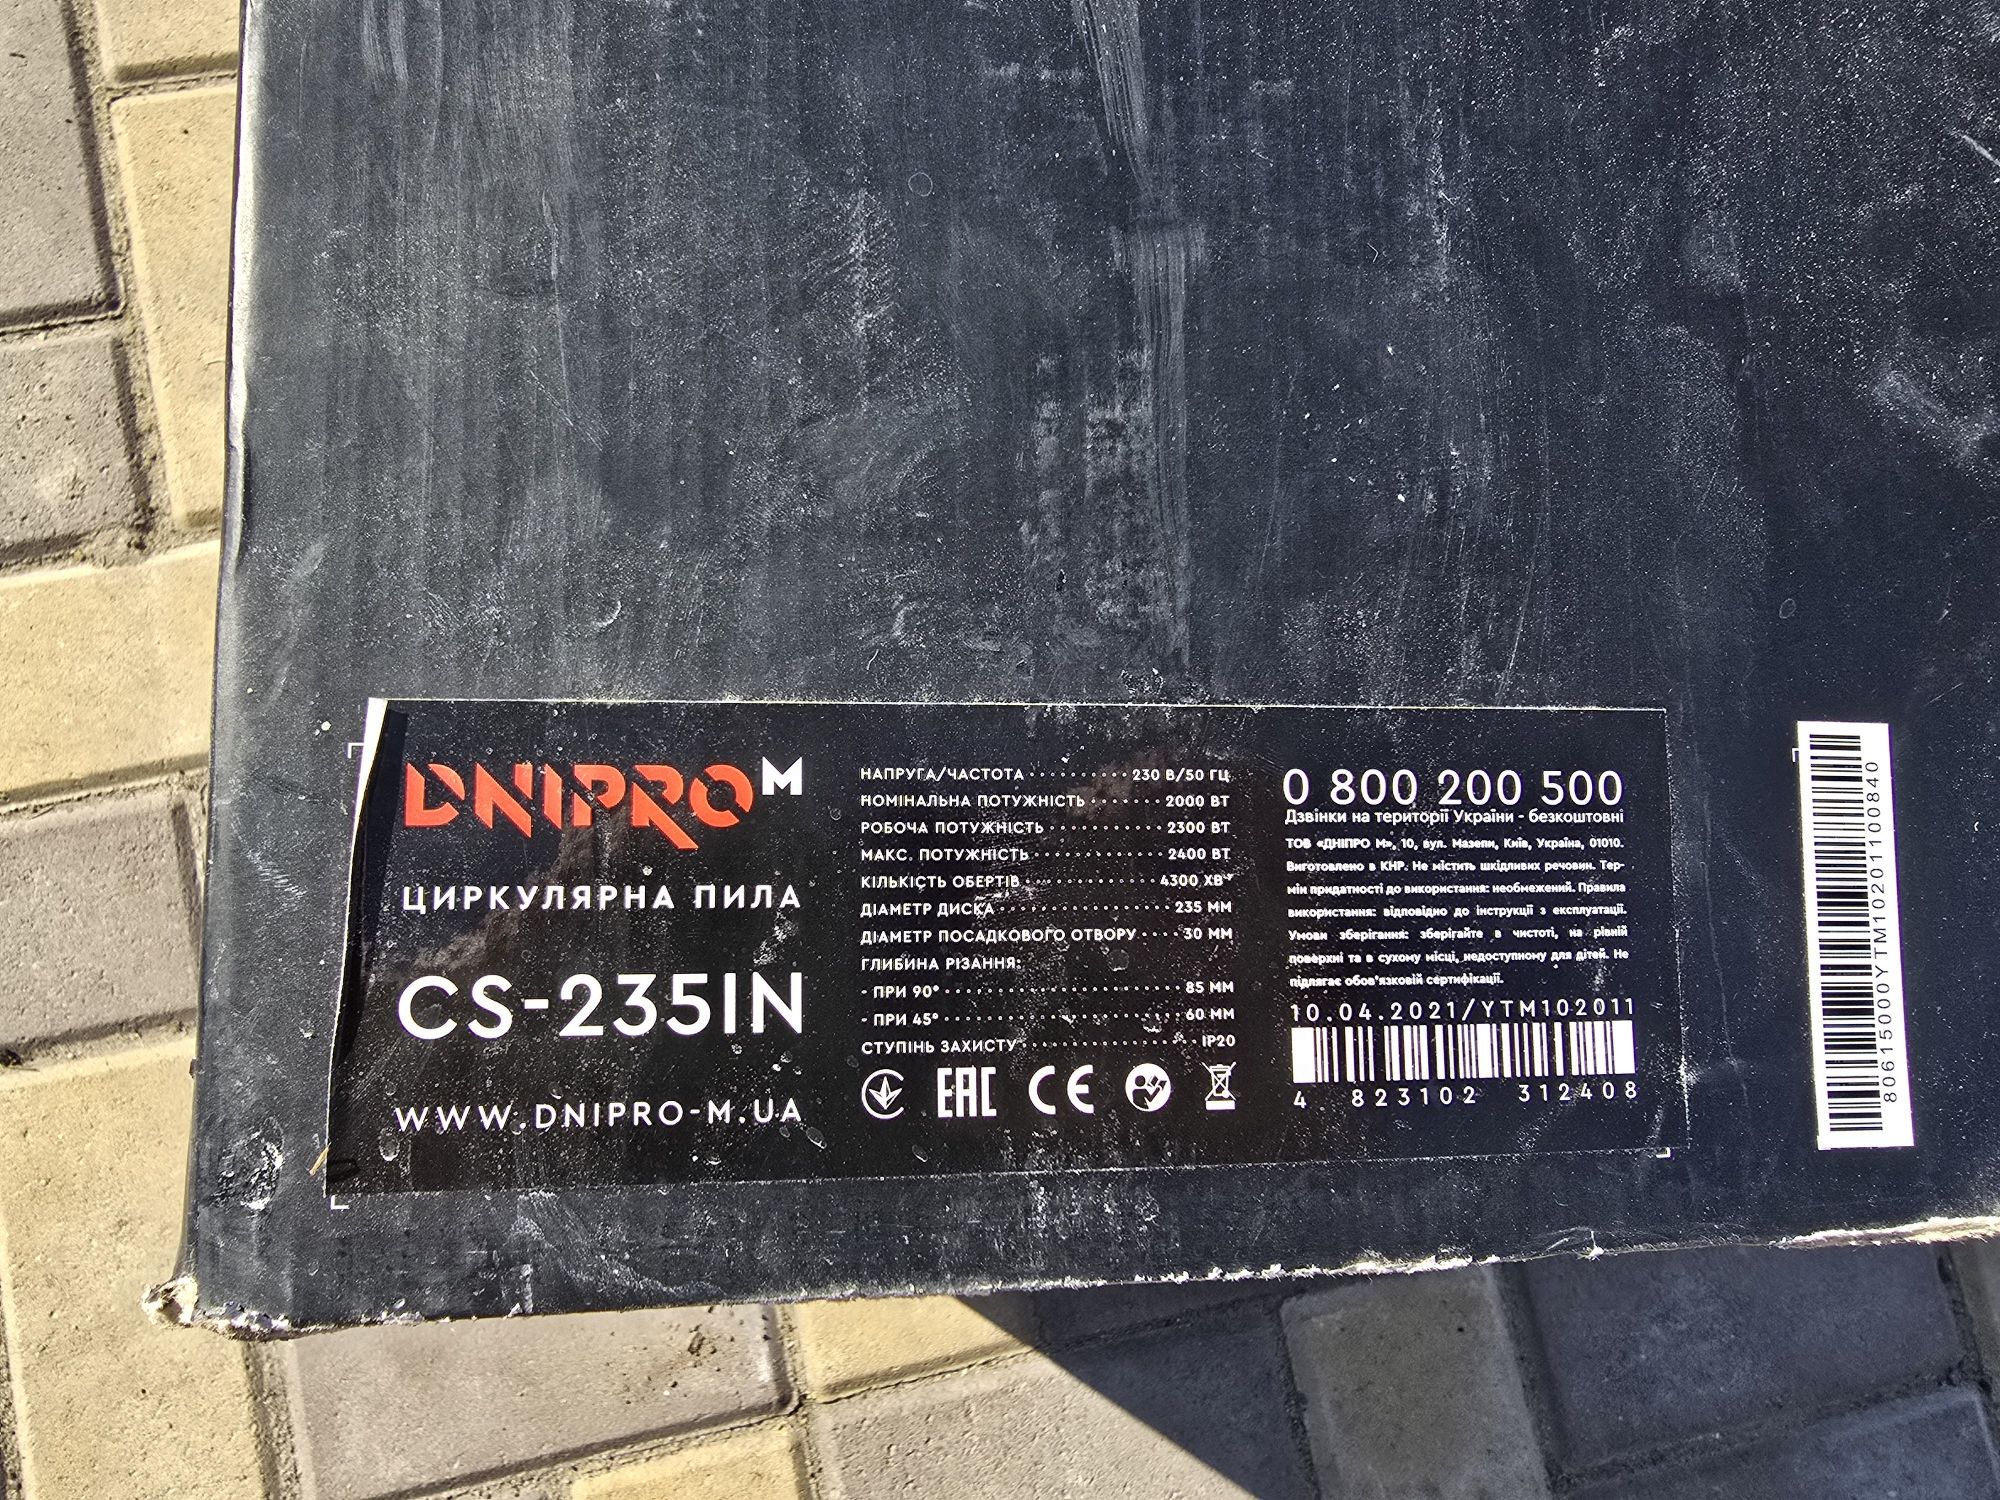 DNIPRO M
ЦИРКУЛЯРНА ПИЛА
CS-235IN
WWW.DNIPRO-M.UA
НАПРУГА/ЧАСТОТА 230 В/50 ГЦ
НОМІНАЛЬНА ПОТУЖНІСТЬ 2000 ВТ
РОБОЧА ПОТУЖНІСТЬ 2300 ВТ
МАКС. ПОТУЖНІСТЬ 2400 ВТ
КІЛЬКІСТЬ ОБЕРТІВ 4300 ХВ⁻¹
ДІАМЕТР ДИСКА 235 ММ
ДІАМЕТР ПОСАДКОВОГО ОТВОРУ 30 ММ
ГЛИБИНА РІЗАННЯ:
- ПРИ 90° 85 ММ
- ПРИ 45° 60 ММ
СТУПІНЬ ЗАХИСТУ IP20
EAC CE
0 800 200 500
Дзвінки на території України - безкоштовні
ТОВ «ДНІПРО М», 10, вул. Мазепи, Київ, Україна, 01010.
Виготовлено в КНР. Не містить шкідливих речовин. Тер-
мін придатності до використання: необмежений. Правила
використання: відповідно до інструкції з експлуатації.
Умови зберігання: зберігайте в чистоті, на рівній
поверхні та в сухому місці, недоступному для дітей. Не
підлягає обов'язковій сертифікації.
10.04.2021/YTM102011
4 823102 312408
80615000YTM10201100840